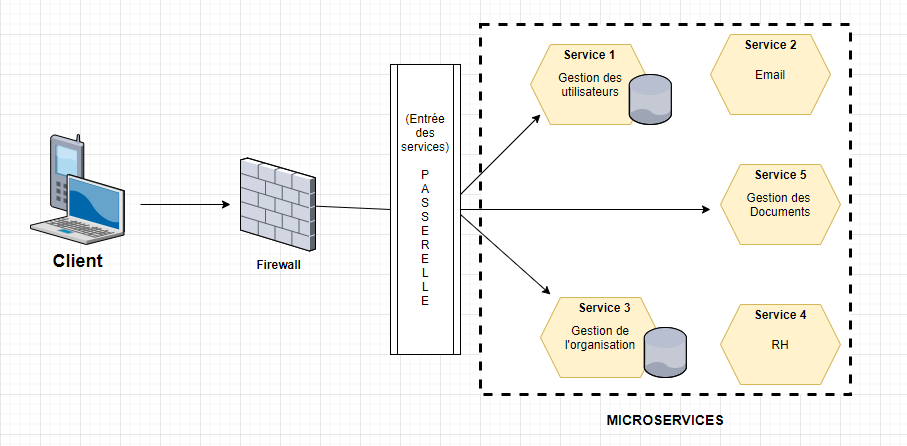 Client
Firewall
(Entrée
des
services)
P
A
S
S
E
R
E
L
L
E
Service 1
Gestion des
utilisateurs
Service 2
Email
Service 5
Gestion des
Documents
Service 3
Gestion de
l'organisation
Service 4
RH
MICROSERVICES